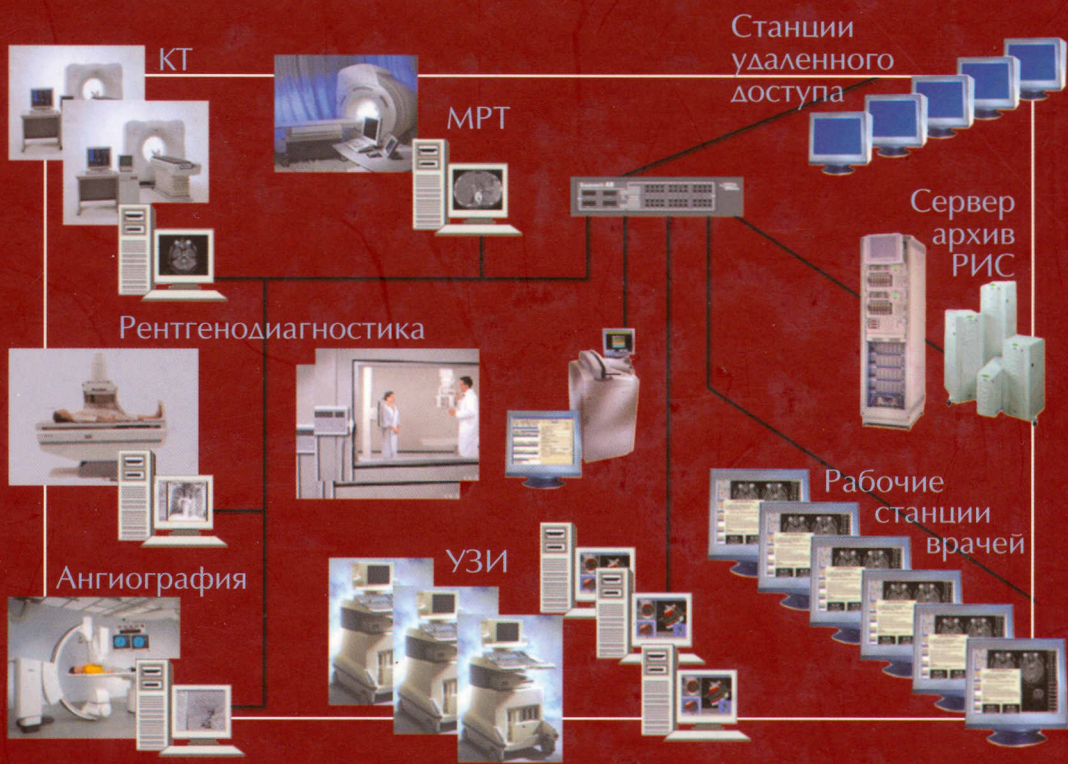 КТ
МРТ
Станции
удаленного
доступа
Сервер
архив
РИС
Рентгенодиагностика
Рабочие
станции
врачей
УЗИ
Ангиография